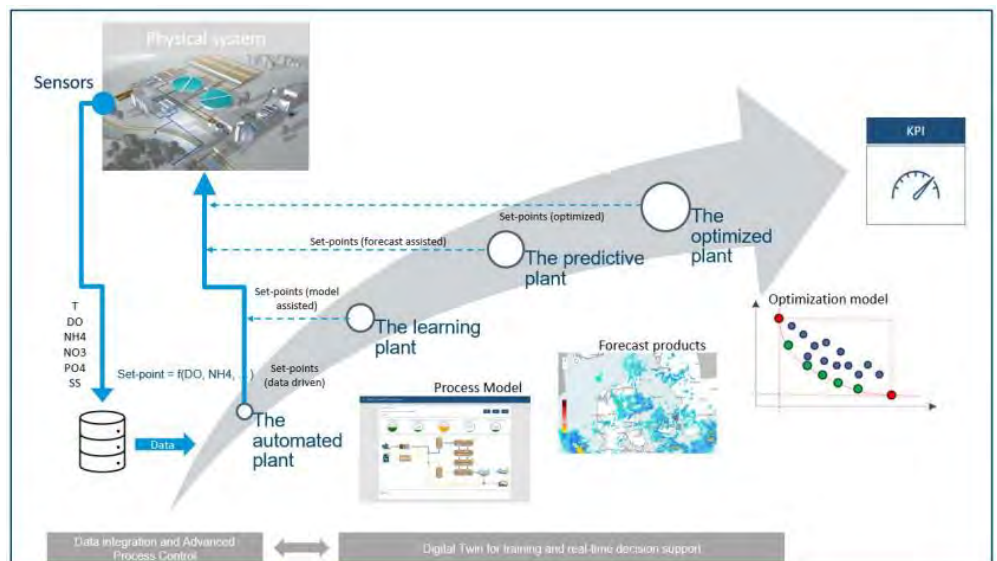 Physical system
Sensors
KPI
Set-points (optimized)
The
optimized
plant
Set-points (forecast assisted)
The predictive
plant
Set-points (model
assisted)
The learning
plant
Optimization model
T
DO
NH4
NO3
PO4
SS
Set-point = f(DO, NH4, ...)
Set-points
(data driven)
Forecast products
Process Model
The
automated
plant
Data
Data integration and Advanced
Process Control
Digital Twin for training and real-time decision support